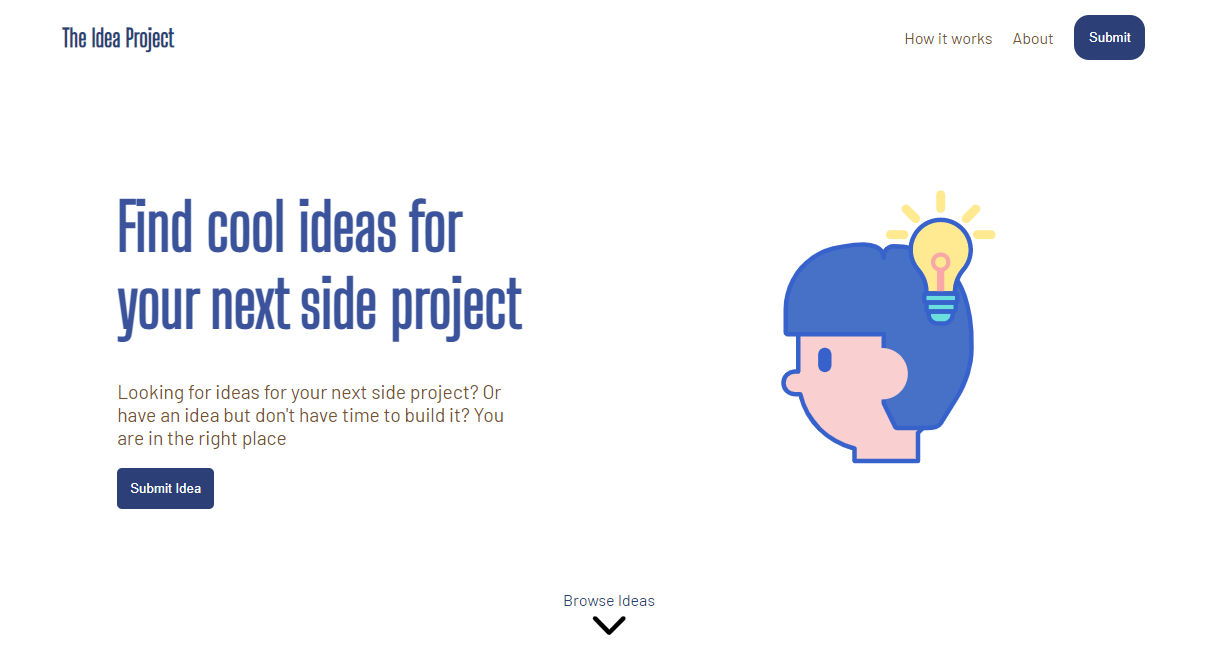 The Idea Project
How it works
About
Submit
Find cool ideas for
your next side project
Looking for ideas for your next side project? Or
have an idea but don't have time to build it? You
are in the right place
Submit Idea
Browse Ideas